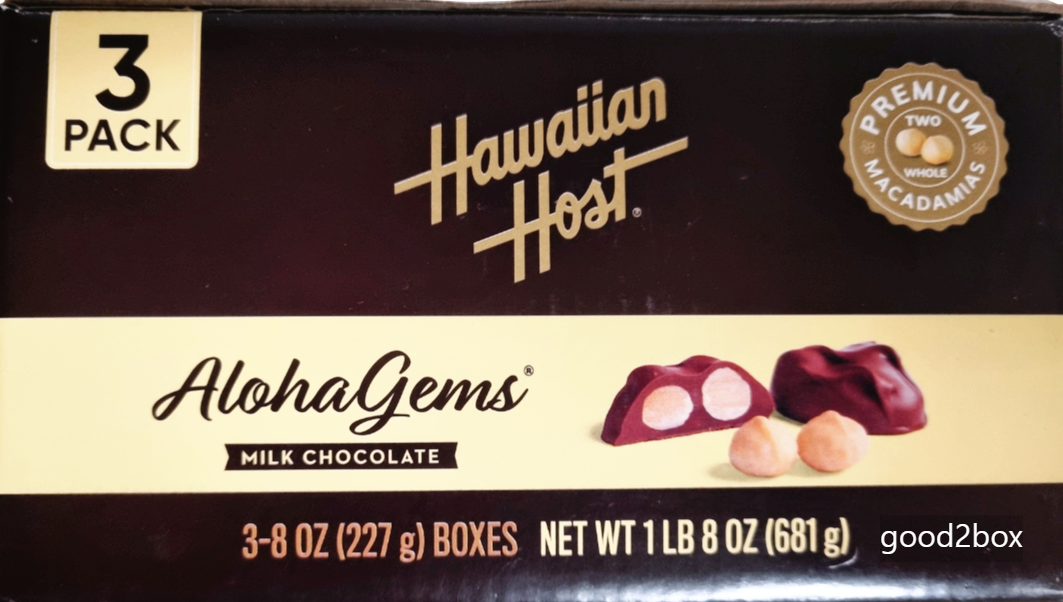 3
PACK
Hawaiian
Host®
PREMIUM
TWO
WHOLE
MACADAMIAS
AlohaGems®
MILK CHOCOLATE
3-8 OZ (227 g) BOXES NET WT 1 LB 8 OZ (681 g)
good2box